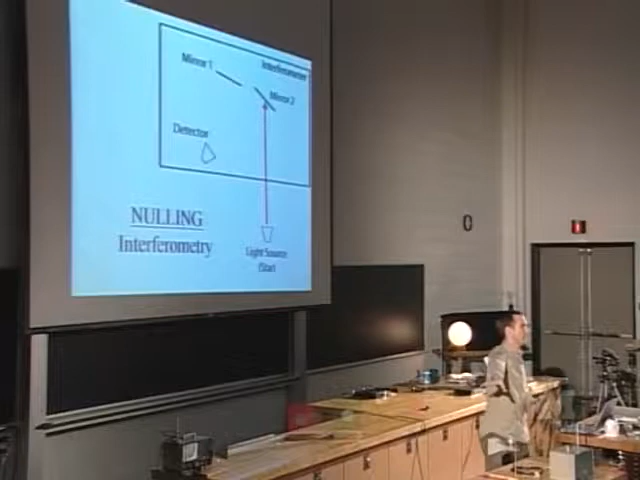 Mirror 1
Interferometer
Mirror 2
Detector
NULLING
Interferometry
Light Source
(Star)
0